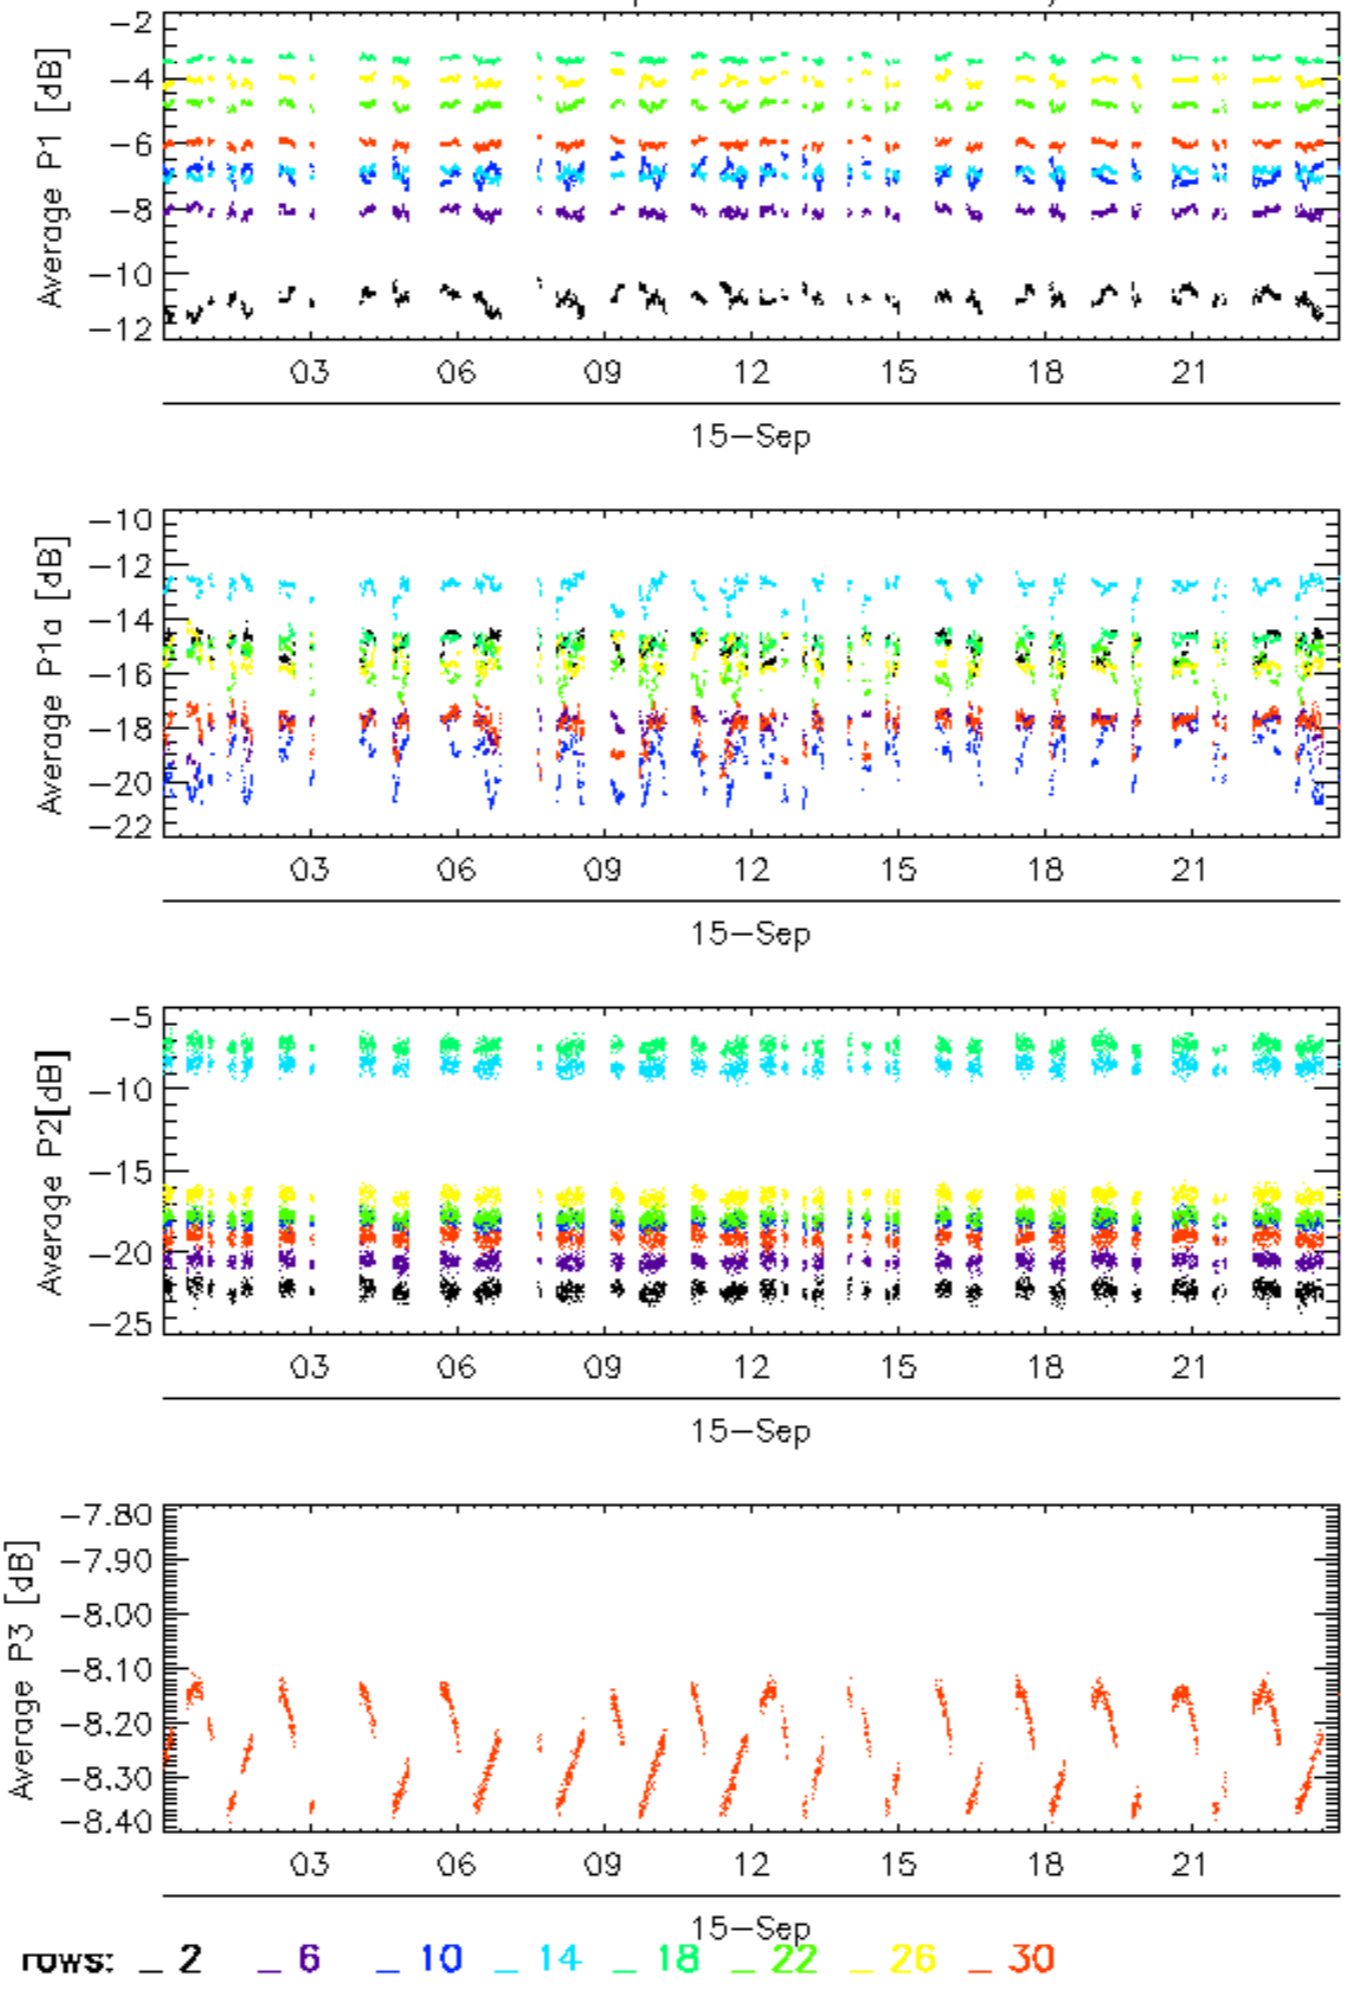 Average P1 [dB]
-2
-4
-6
-8
-10
-12
03 06 09 12 15 18 21
15-Sep
Average P1a [dB]
-10
-12
-14
-16
-18
-20
-22
03 06 09 12 15 18 21
15-Sep
Average P2[dB]
-5
-10
-15
-20
-25
03 06 09 12 15 18 21
15-Sep
Average P3 [dB]
-7.80
-7.90
-8.00
-8.10
-8.20
-8.30
-8.40
03 06 09 12 15 18 21
15-Sep
rows: _ 2 _ 6 _ 10 _ 14 _ 18 _ 22 _ 26 _ 30